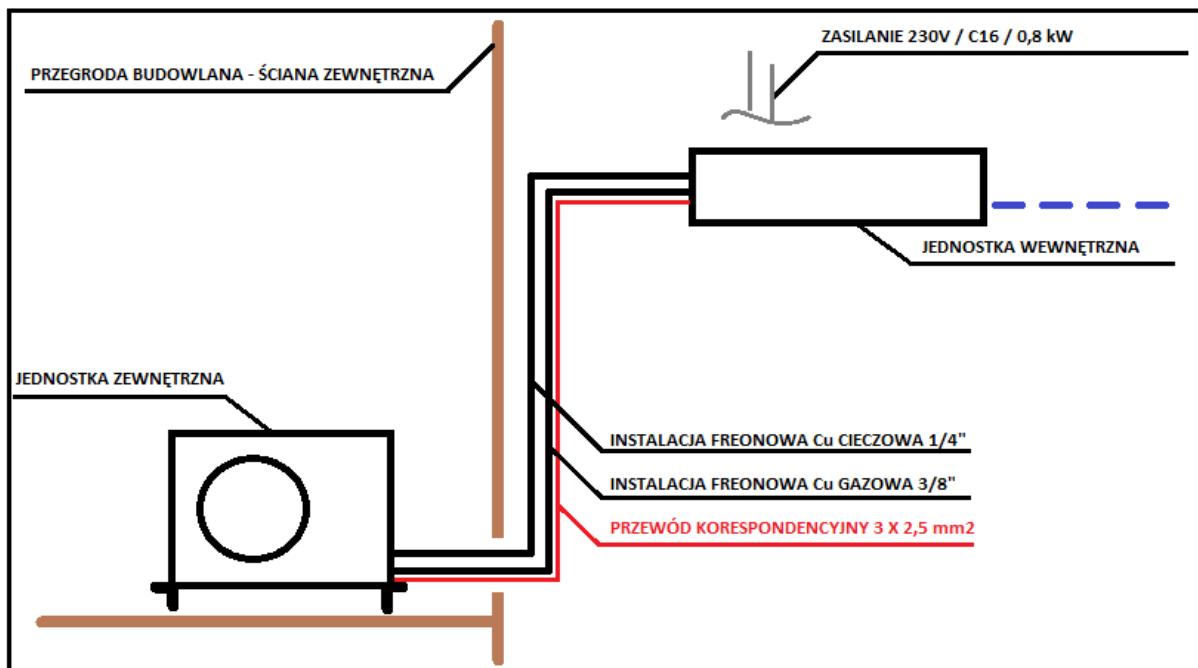 ZASILANIE 230V / C16 / 0,8 kW
PRZEGRODA BUDOWLANA - ŚCIANA ZEWNĘTRZNA
JEDNOSTKA WEWNĘTRZNA
JEDNOSTKA ZEWNĘTRZNA
INSTALACJA FREONOWA Cu CIECZOWA 1/4"
INSTALACJA FREONOWA Cu GAZOWA 3/8"
PRZEWÓD KORESPONDENCYJNY 3 X 2,5 mm2